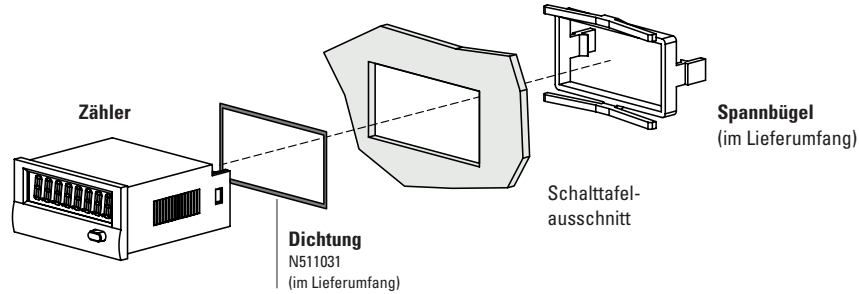 Zähler
Spannbügel
(im Lieferumfang)
Schalttafel-
ausschnitt
Dichtung
N511031
(im Lieferumfang)